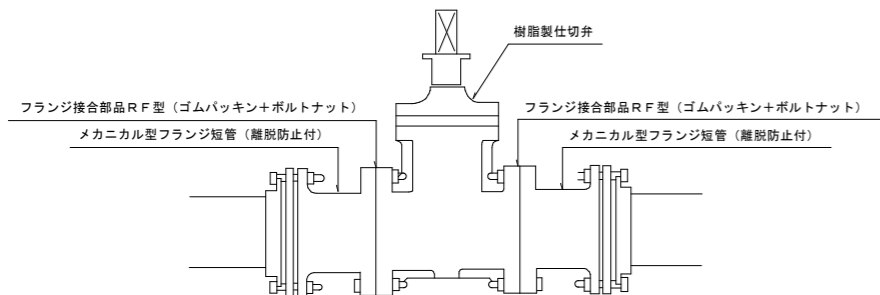 樹脂製仕切弁
フランジ接合部品ＲＦ型（ゴムパッキン＋ボルトナット）
フランジ接合部品ＲＦ型（ゴムパッキン＋ボルトナット）
メカニカル型フランジ短管（離脱防止付）
メカニカル型フランジ短管（離脱防止付）